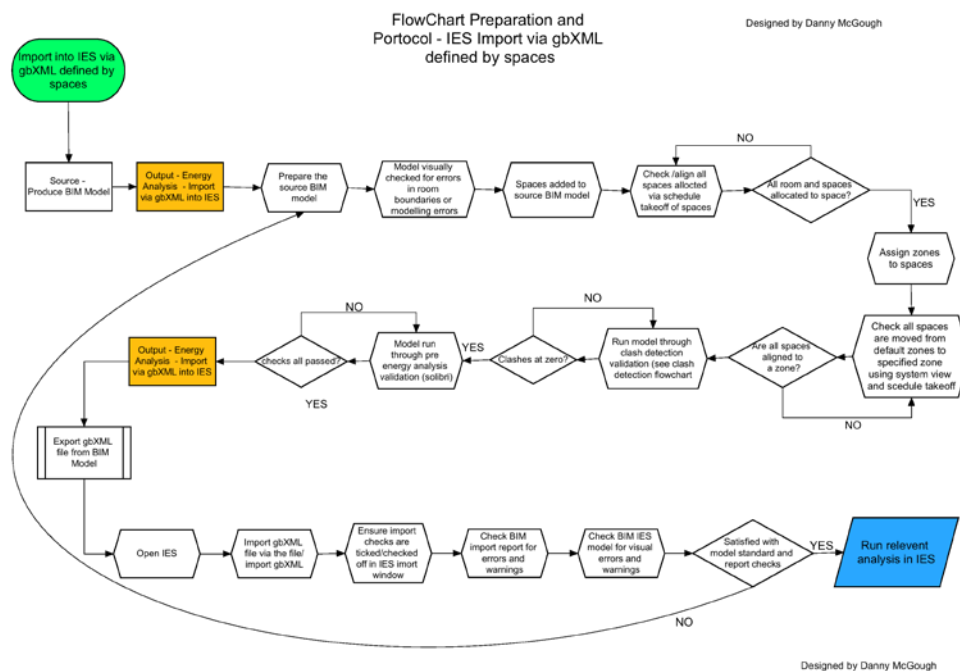 FlowChart Preparation and
Portocol - IES Import via gbXML
defined by spaces
Designed by Danny McGough
Import into IES via
gbXML defined by
spaces
Source -
Produce BIM Model
Output - Energy
Analysis - Import
via gbXML into IES
Prepare the
source BIM
model
Model visually
checked for errors
in room
boundaries or
modelling errors
Spaces added to
source BIM model
Check /align all
spaces allocted
via schedule
takeoff of spaces
NO
All room and spaces
allocated to space?
YES
Assign zones
to spaces
Check all spaces
are moved from
default zones to
specified zone
using system view
and scedule takeoff
Are all spaces
aligned to
a zone?
NO
Run model through
clash detection
validation (see clash
detection flowchart
NO
Clashes at zero?
YES
Model run
through pre
energy analysis
validation (solibri)
NO
checks all passed?
YES
Output - Energy
Analysis - Import
via gbXML into IES
Export gbXML
file from BIM
Model
Open IES
Import gbXML
file via the file/
import gbXML
Ensure import
checks are
ticked/checked
off in IES imort
window
Check BIM
import report for
errors and
warnings
Check BIM IES
model for visual
errors and
warnings
Satisfied with
model standard and
report checks
YES
NO
Run relevent
analysis in IES
Designed by Danny McGough